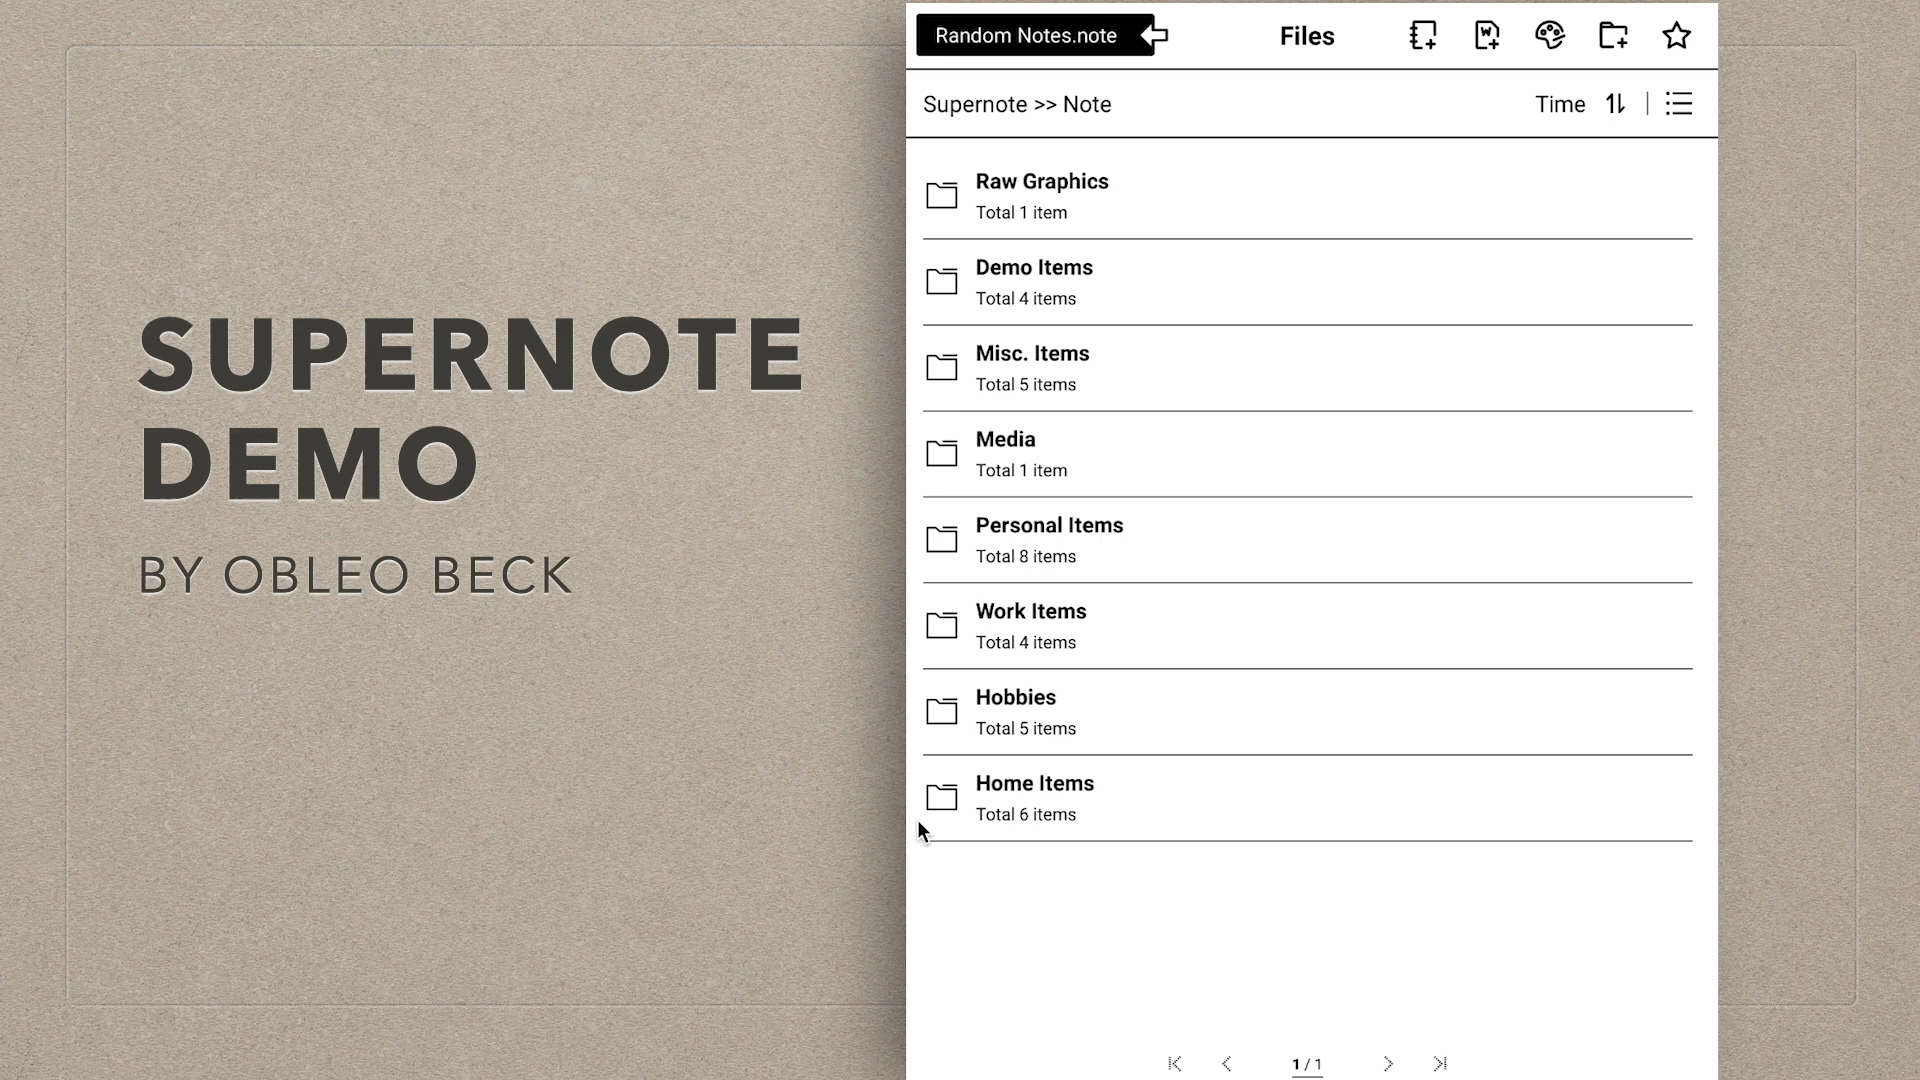 SUPERNOTE
DEMO
BY OBLEO BECK
Random Notes.note
Files
Supernote >> Note
Time
Raw Graphics
Total 1 item
Demo Items
Total 4 items
Misc. Items
Total 5 items
Media
Total 1 item
Personal Items
Total 8 items
Work Items
Total 4 items
Hobbies
Total 5 items
Home Items
Total 6 items
1 / 1